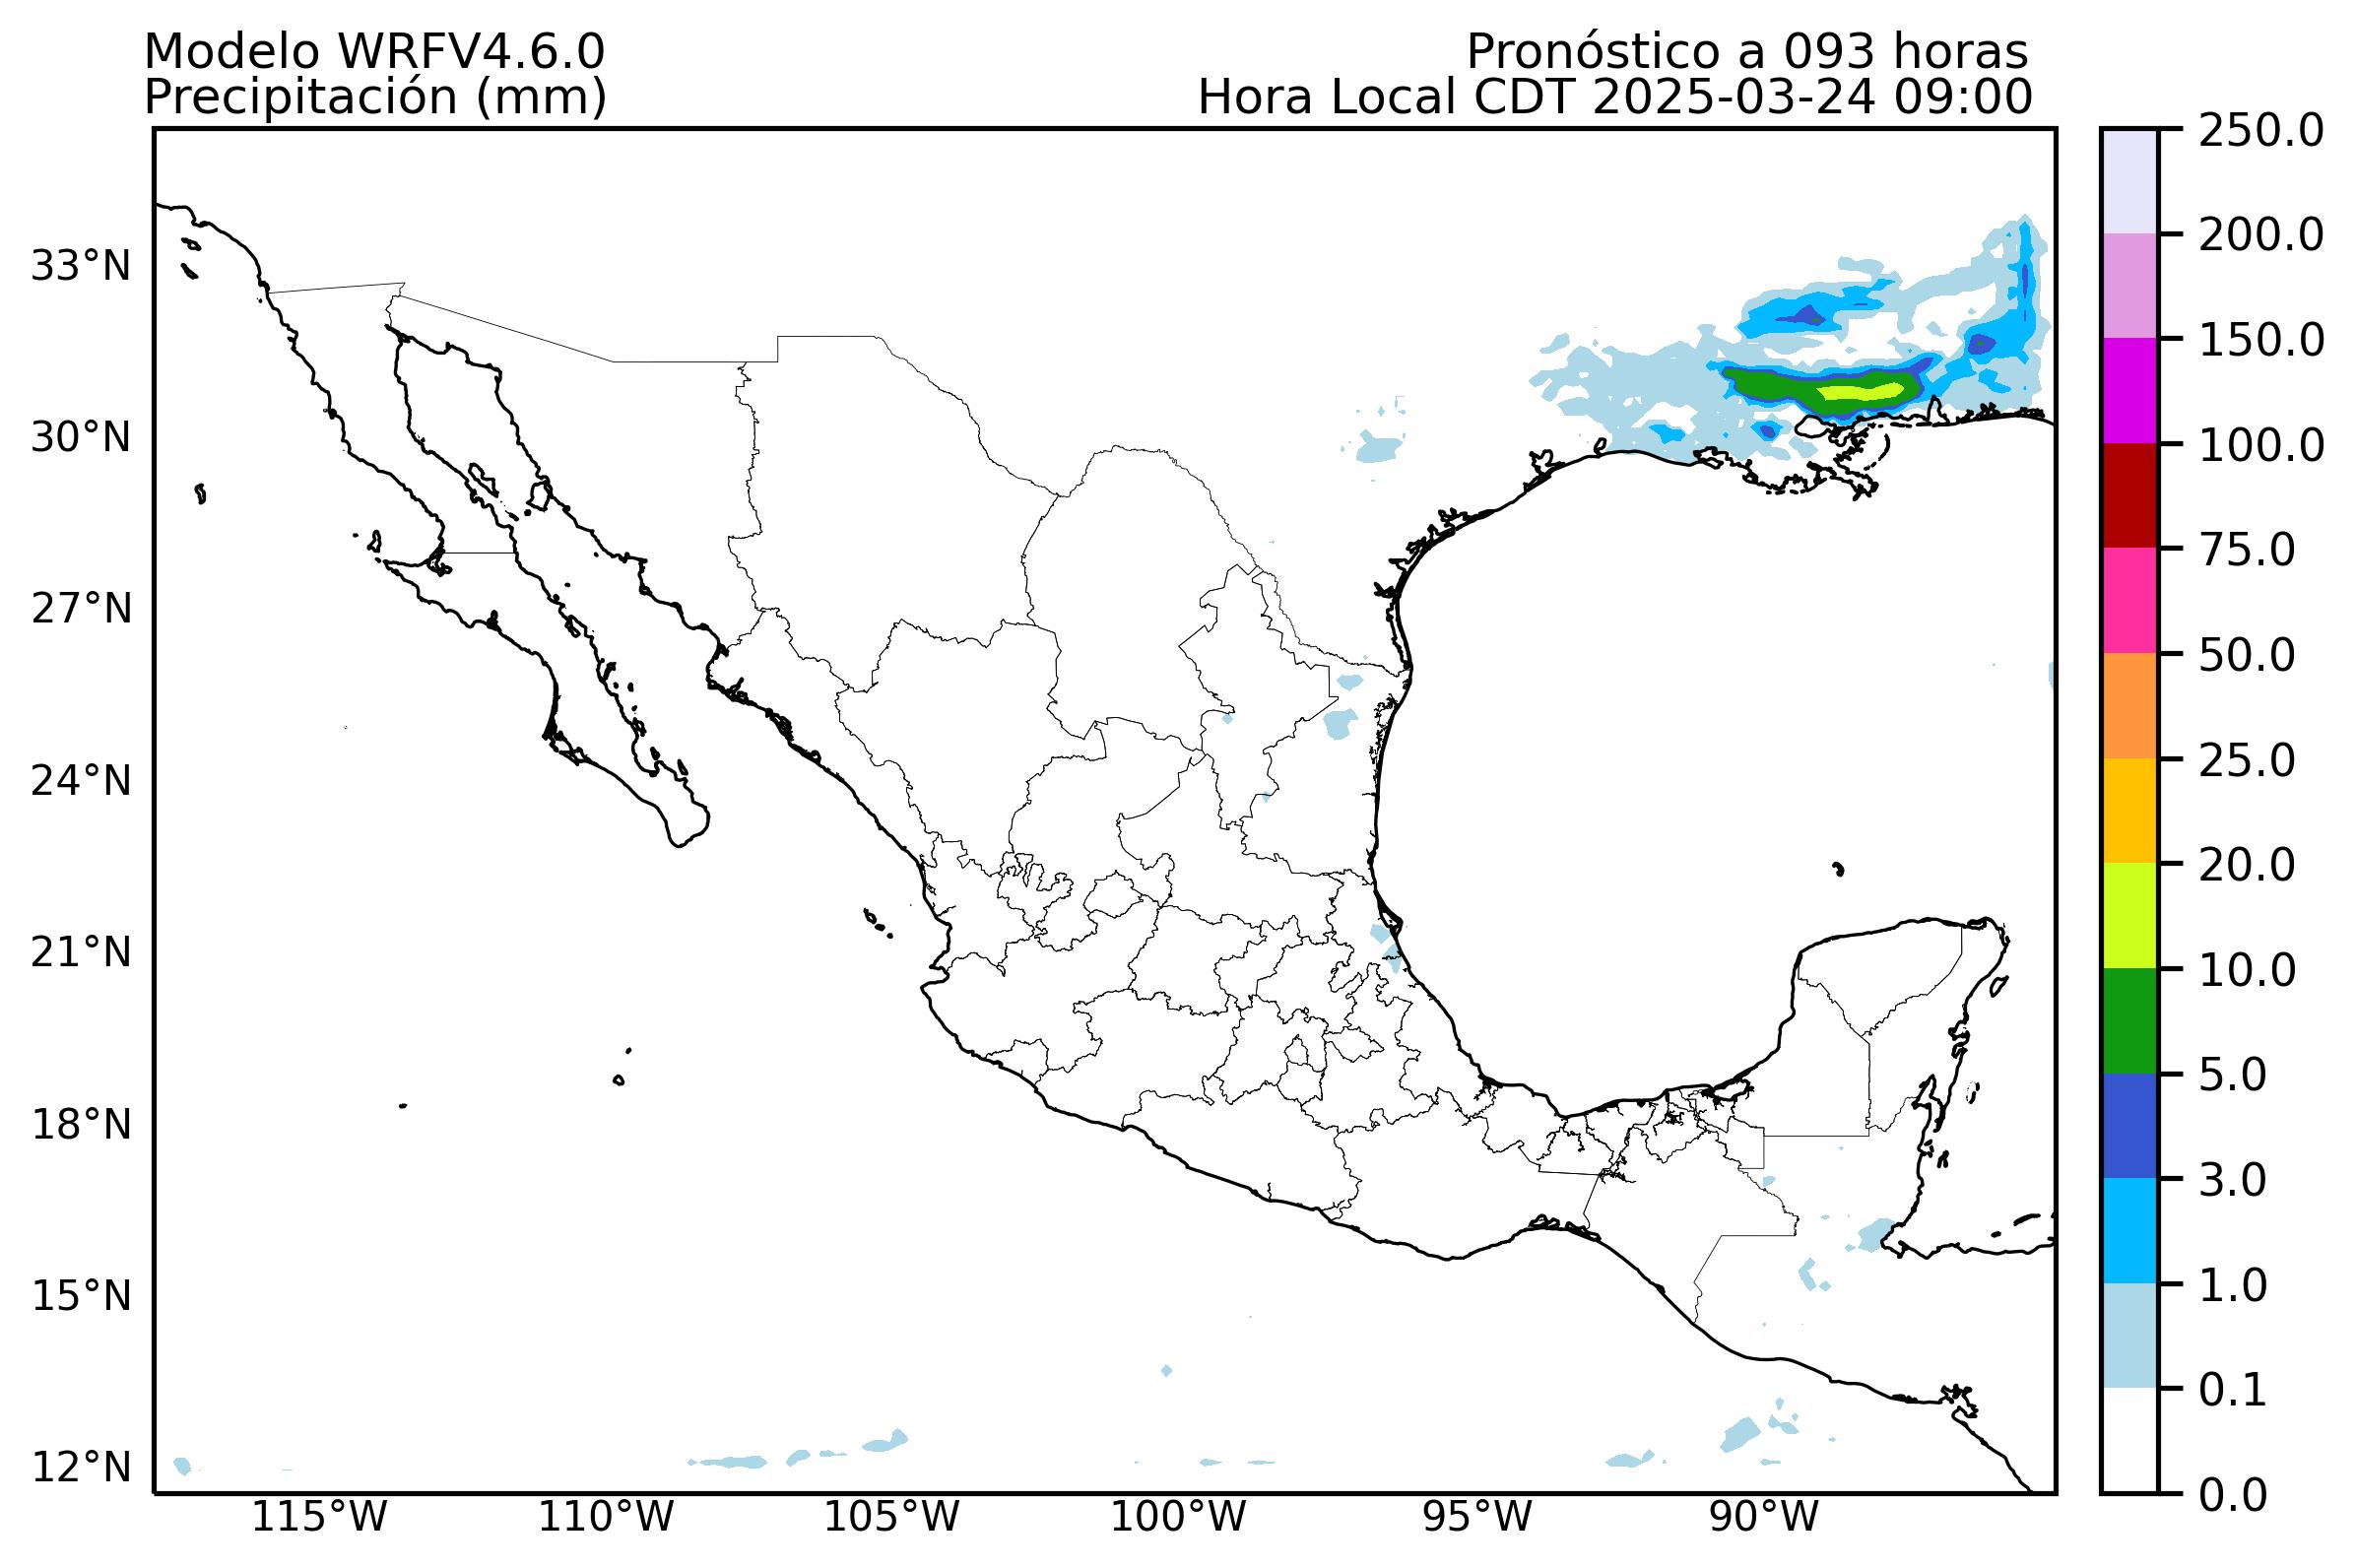 Modelo WRFV4.6.0
Pronóstico a 093 horas
Precipitación (mm)
Hora Local CDT 2025-03-24 09:00
33°N
30°N
27°N
24°N
21°N
18°N
15°N
12°N
115°W
110°W
105°W
100°W
95°W
90°W
250.0
200.0
150.0
100.0
75.0
50.0
25.0
20.0
10.0
5.0
3.0
1.0
0.1
0.0